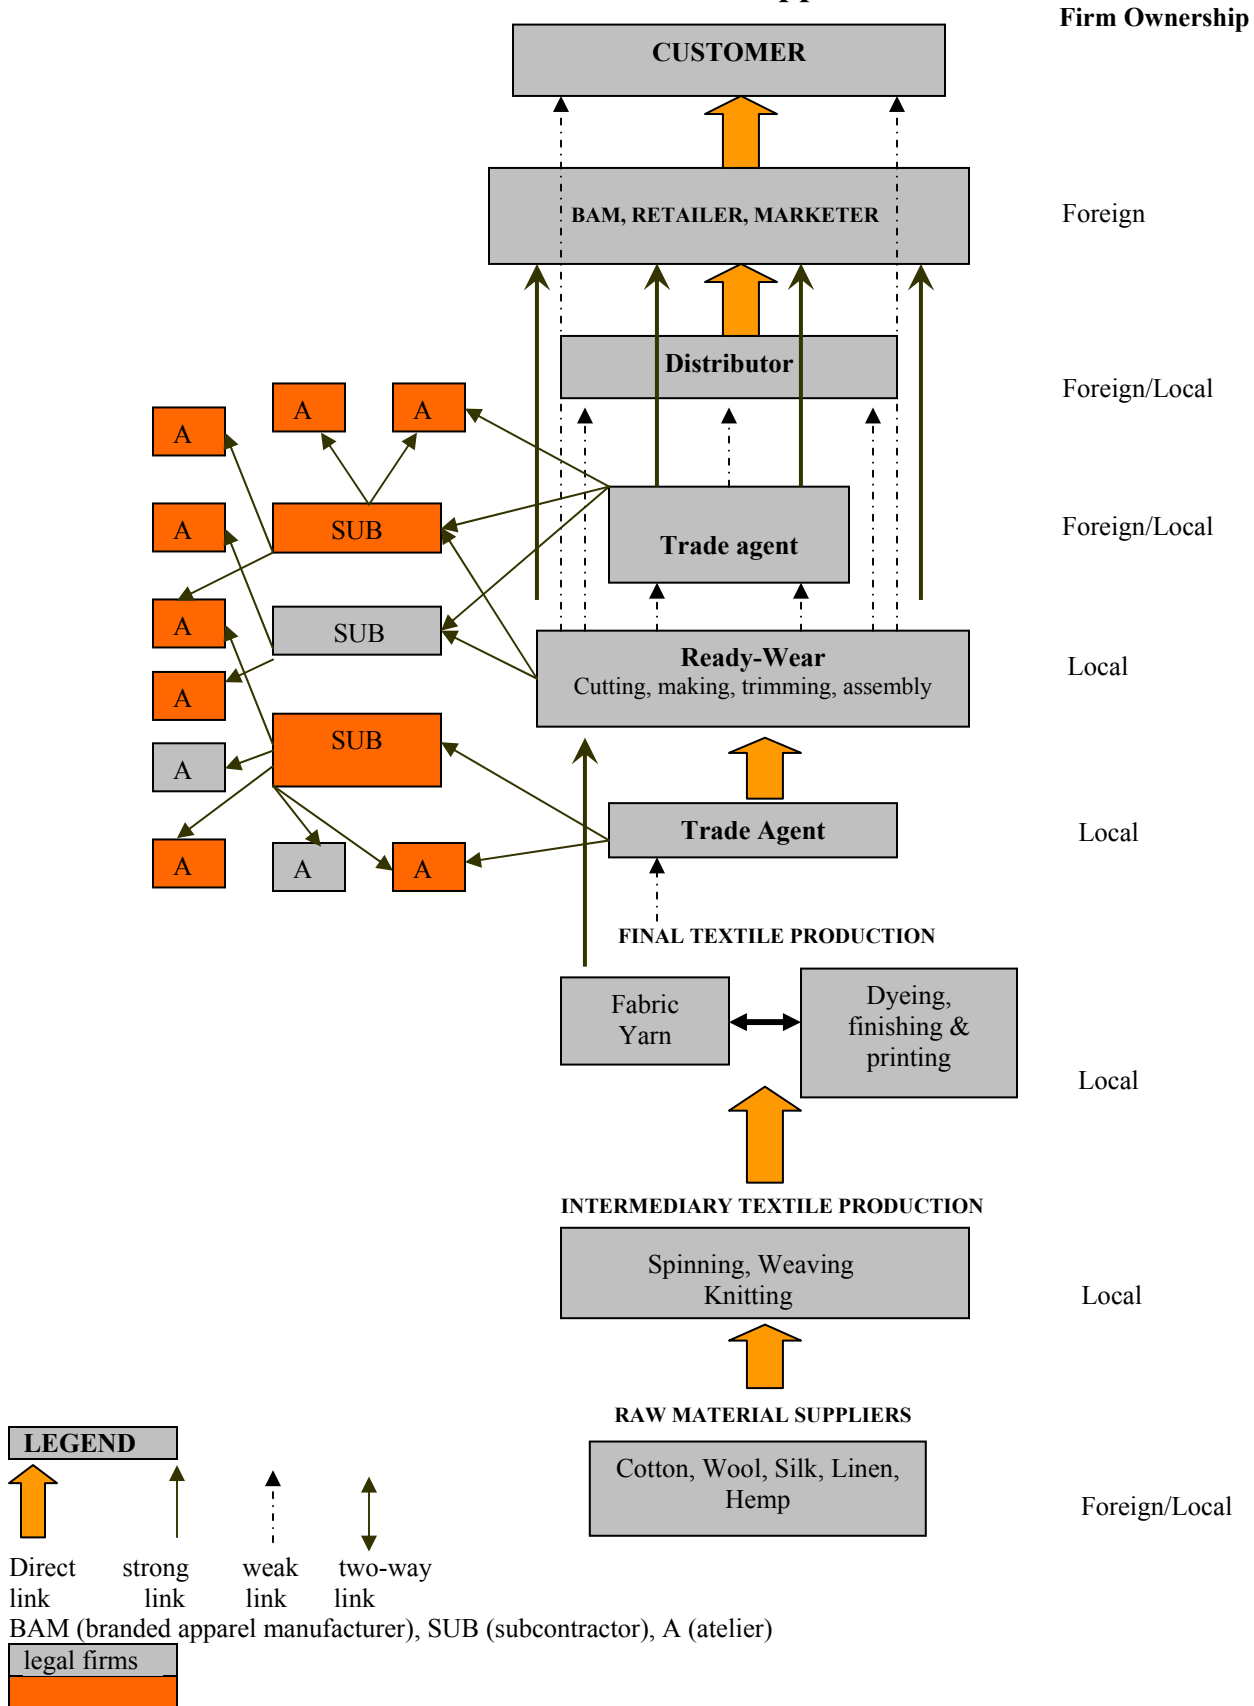 Firm Ownership
CUSTOMER
BAM, RETAILER, MARKETER
Foreign
Distributor
Foreign/Local
A
A
A
Trade agent
Foreign/Local
SUB
A
A
SUB
Ready-Wear
Cutting, making, trimming, assembly
Local
A
SUB
A
Trade Agent
Local
A
A
A
FINAL TEXTILE PRODUCTION
Fabric
Yarn
Dyeing,
finishing &
printing
Local
INTERMEDIARY TEXTILE PRODUCTION
Spinning, Weaving
Knitting
Local
RAW MATERIAL SUPPLIERS
Cotton, Wool, Silk, Linen,
Hemp
Foreign/Local
LEGEND
Direct strong weak two-way
link link link link
BAM (branded apparel manufacturer), SUB (subcontractor), A (atelier)
legal firms